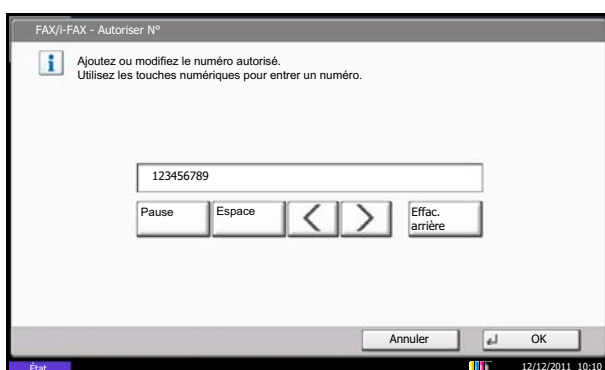 FAX/i-FAX - Autoriser N°
Ajoutez ou modifiez le numéro autorisé.
Utilisez les touches numériques pour entrer un numéro.
123456789
Pause Espace Effac. arrière
Annuler OK
État 12/12/2011 10:10